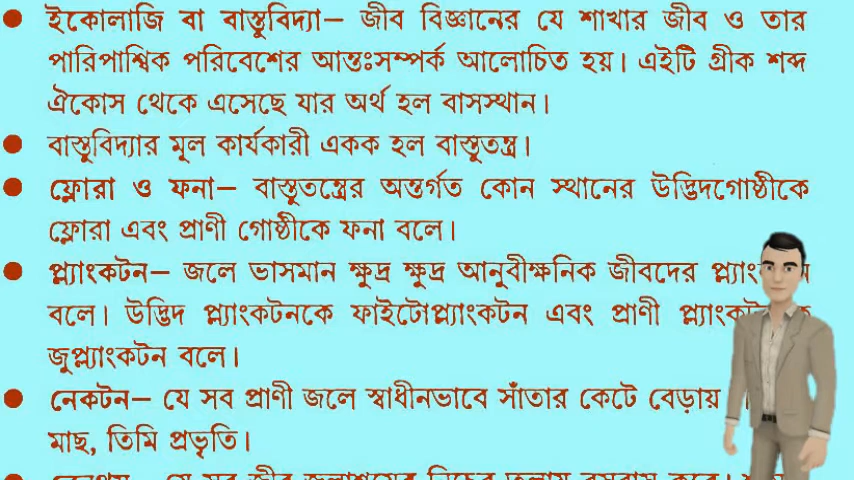 ইকোলাজি বা বাস্তুবিদ্যা– জীব বিজ্ঞানের যে শাখার জীব ও তার
পারিপাশ্বিক পরিবেশের আন্তঃসম্পর্ক আলোচিত হয়। এইটি গ্রীক শব্দ
ঐকোস থেকে এসেছে যার অর্থ হল বাসস্থান।
বাস্তুবিদ্যার মূল কার্যকারী একক হল বাস্তুতন্ত্র।
ফ্লোরা ও ফনা– বাস্তুতন্ত্রের অন্তর্গত কোন স্থানের উদ্ভিদগোষ্ঠীকে
ফ্লোরা এবং প্রাণী গোষ্ঠীকে ফনা বলে।
প্ল্যাংকটন– জলে ভাসমান ক্ষুদ্র ক্ষুদ্র আনুবীক্ষনিক জীবদের
বলে। উদ্ভিদ প্ল্যাংকটনকে ফাইটোপ্ল্যাংকটন এবং প্রাণী
জুপ্ল্যাংকটন বলে।
নেকটন– যে সব প্রাণী জলে স্বাধীনভাবে সাঁতার কেটে বেড়ায়
মাছ, তিমি প্রভৃতি।